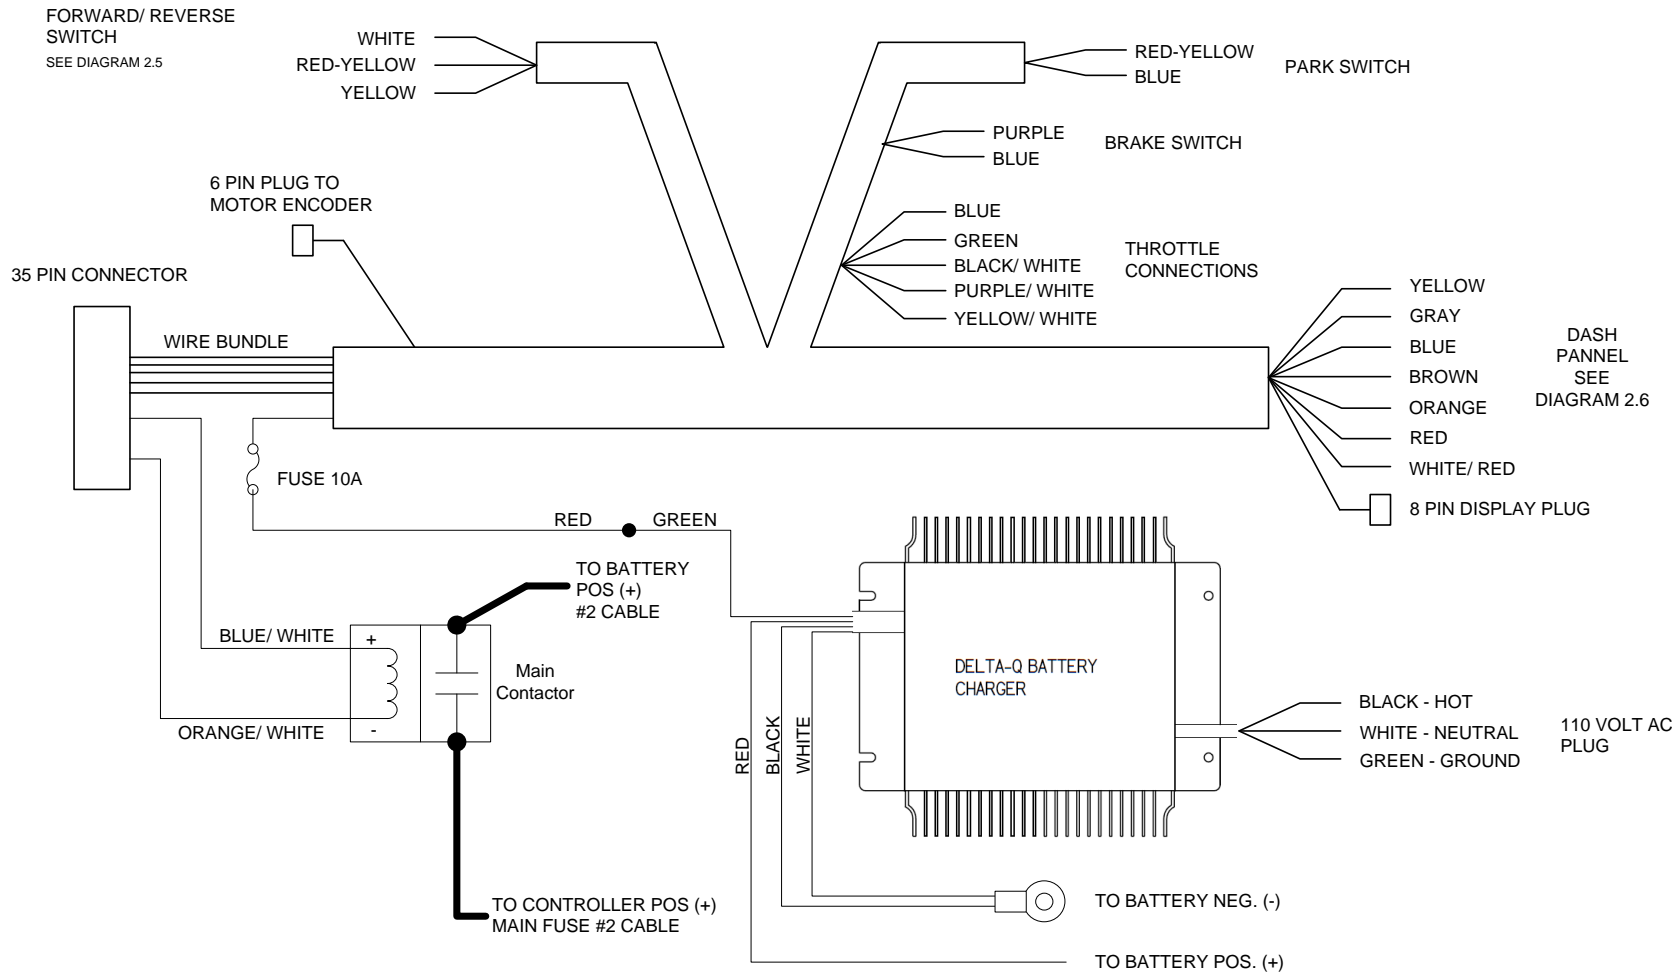 FORWARD/ REVERSE
SWITCH
SEE DIAGRAM 2.5
WHITE
RED-YELLOW
YELLOW
RED-YELLOW
BLUE
PARK SWITCH
PURPLE
BLUE
BRAKE SWITCH
6 PIN PLUG TO
MOTOR ENCODER
BLUE
GREEN
BLACK/ WHITE
PURPLE/ WHITE
YELLOW/ WHITE
THROTTLE
CONNECTIONS
35 PIN CONNECTOR
WIRE BUNDLE
YELLOW
GRAY
BLUE
BROWN
ORANGE
RED
WHITE/ RED
8 PIN DISPLAY PLUG
DASH
PANNEL
SEE
DIAGRAM 2.6
FUSE 10A
RED
GREEN
TO BATTERY
POS (+)
#2 CABLE
BLUE/ WHITE
+
-
Main
Contactor
ORANGE/ WHITE
DELTA-Q BATTERY
CHARGER
RED
BLACK
WHITE
BLACK - HOT
WHITE - NEUTRAL
GREEN - GROUND
110 VOLT AC
PLUG
TO CONTROLLER POS (+)
MAIN FUSE #2 CABLE
TO BATTERY NEG. (-)
TO BATTERY POS. (+)